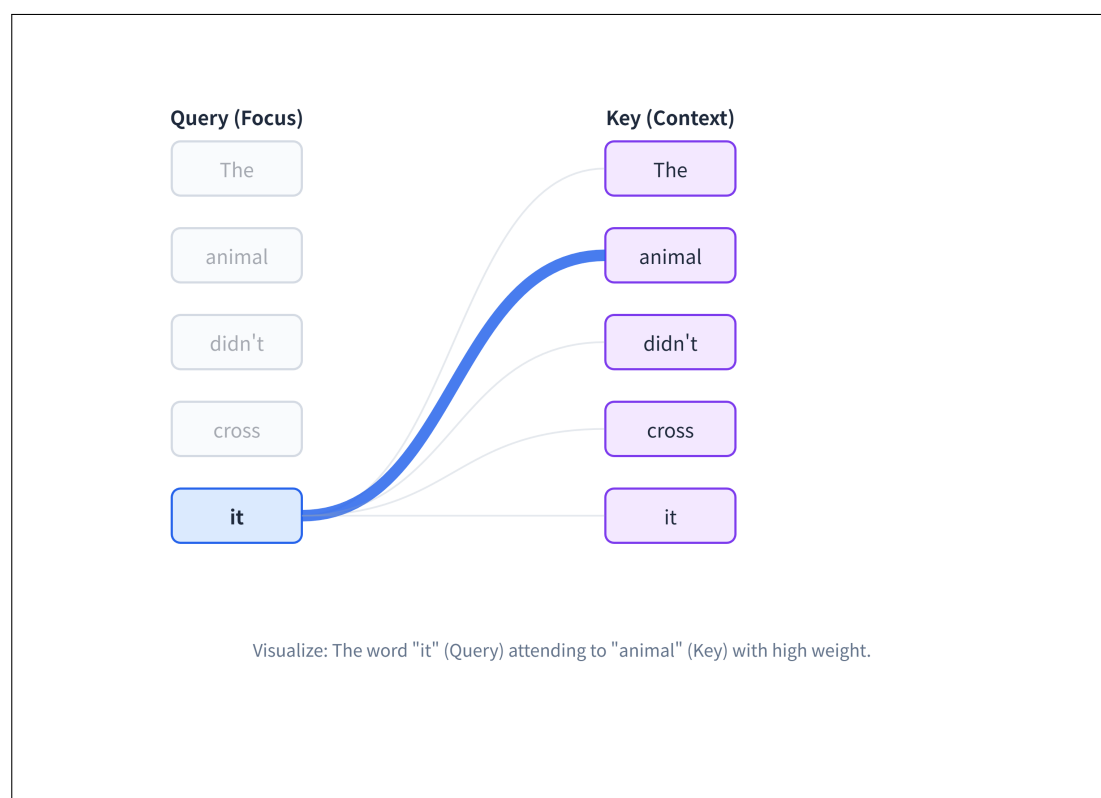 Query (Focus) Key (Context)
The The
animal animal
didn't didn't
cross cross
it it
Visualize: The word "it" (Query) attending to "animal" (Key) with high weight.